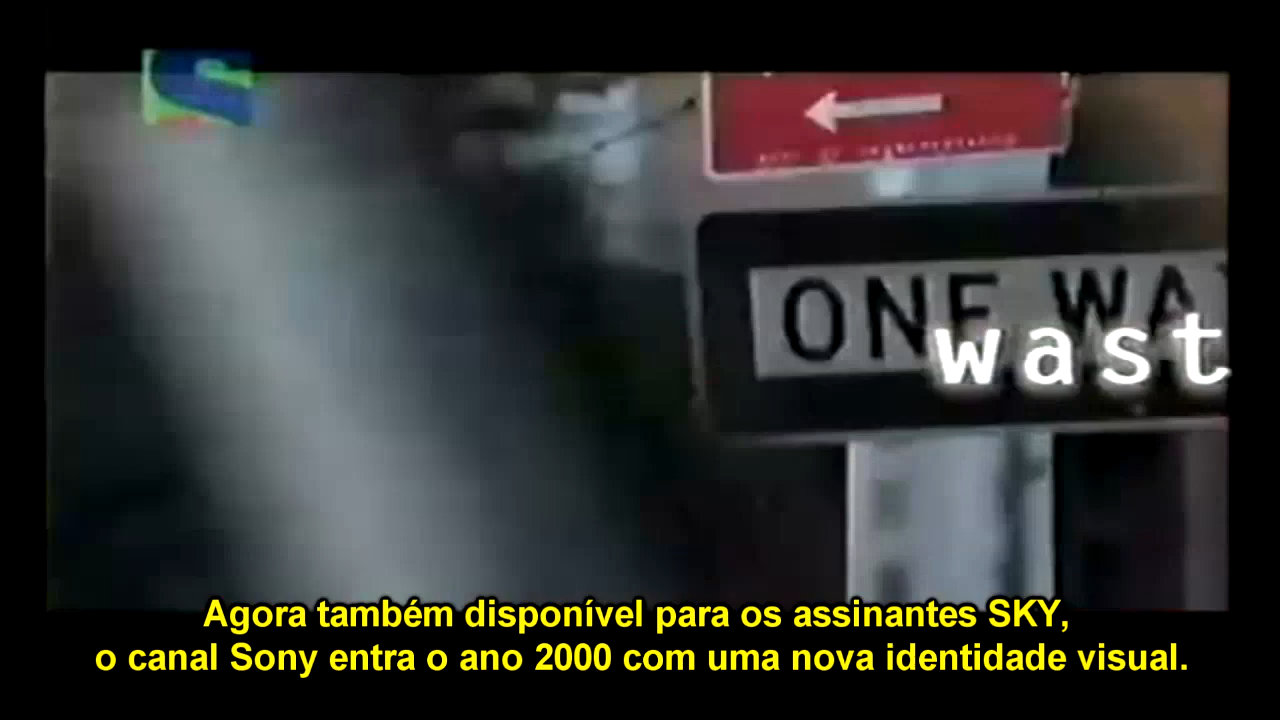 S
ONE WA
wast
Agora também disponível para os assinantes SKY,
o canal Sony entra o ano 2000 com uma nova identidade visual.